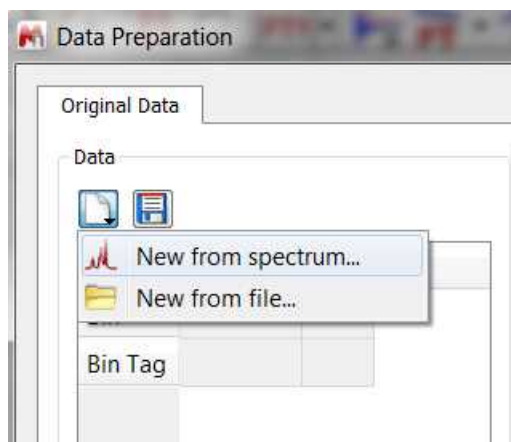 Data Preparation
Original Data
Data
New from spectrum...
New from file...
Bin Tag